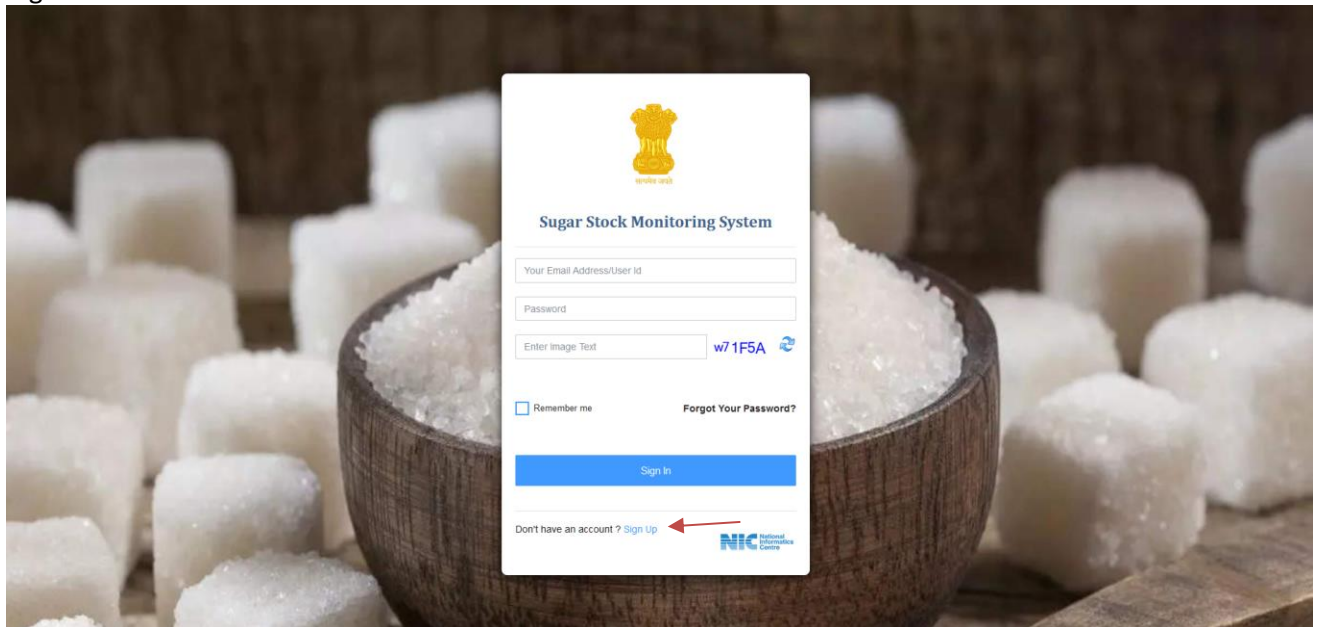 सत्यमेव जयते
Sugar Stock Monitoring System
Your Email Address/User Id
Password
Enter Image Text
w71F5A
Remember me
Forgot Your Password?
Sign In
Don't have an account ? Sign Up
NIC National
Informatics
Centre